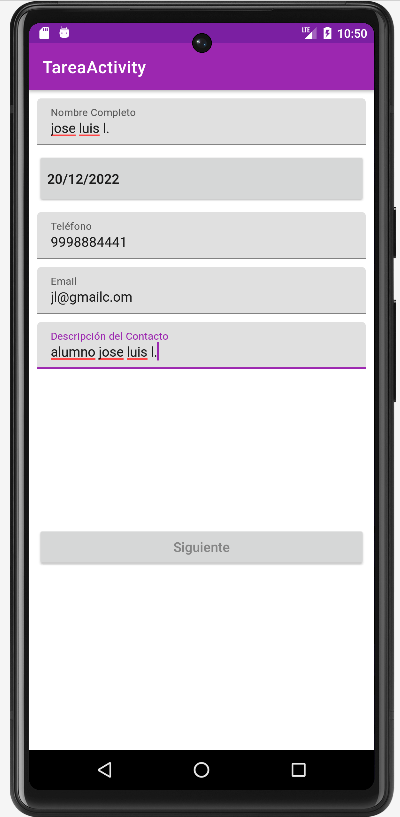 LTE 10:50
TareaActivity
Nombre Completo
jose luis l.
20/12/2022
Teléfono
9998884441
Email
jl@gmailc.om
Descripción del Contacto
alumno jose luis l.
Siguiente